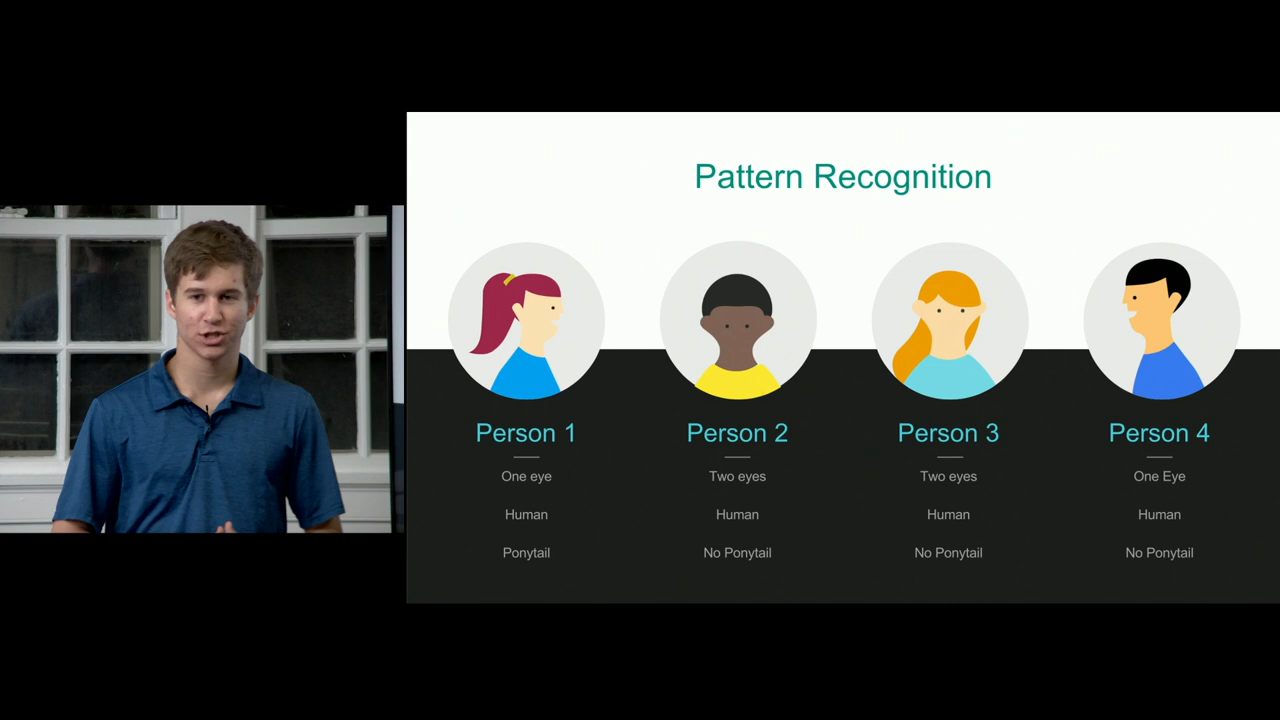 Pattern Recognition
Person 1
One eye
Human
Ponytail
Person 2
Two eyes
Human
No Ponytail
Person 3
Two eyes
Human
No Ponytail
Person 4
One Eye
Human
No Ponytail